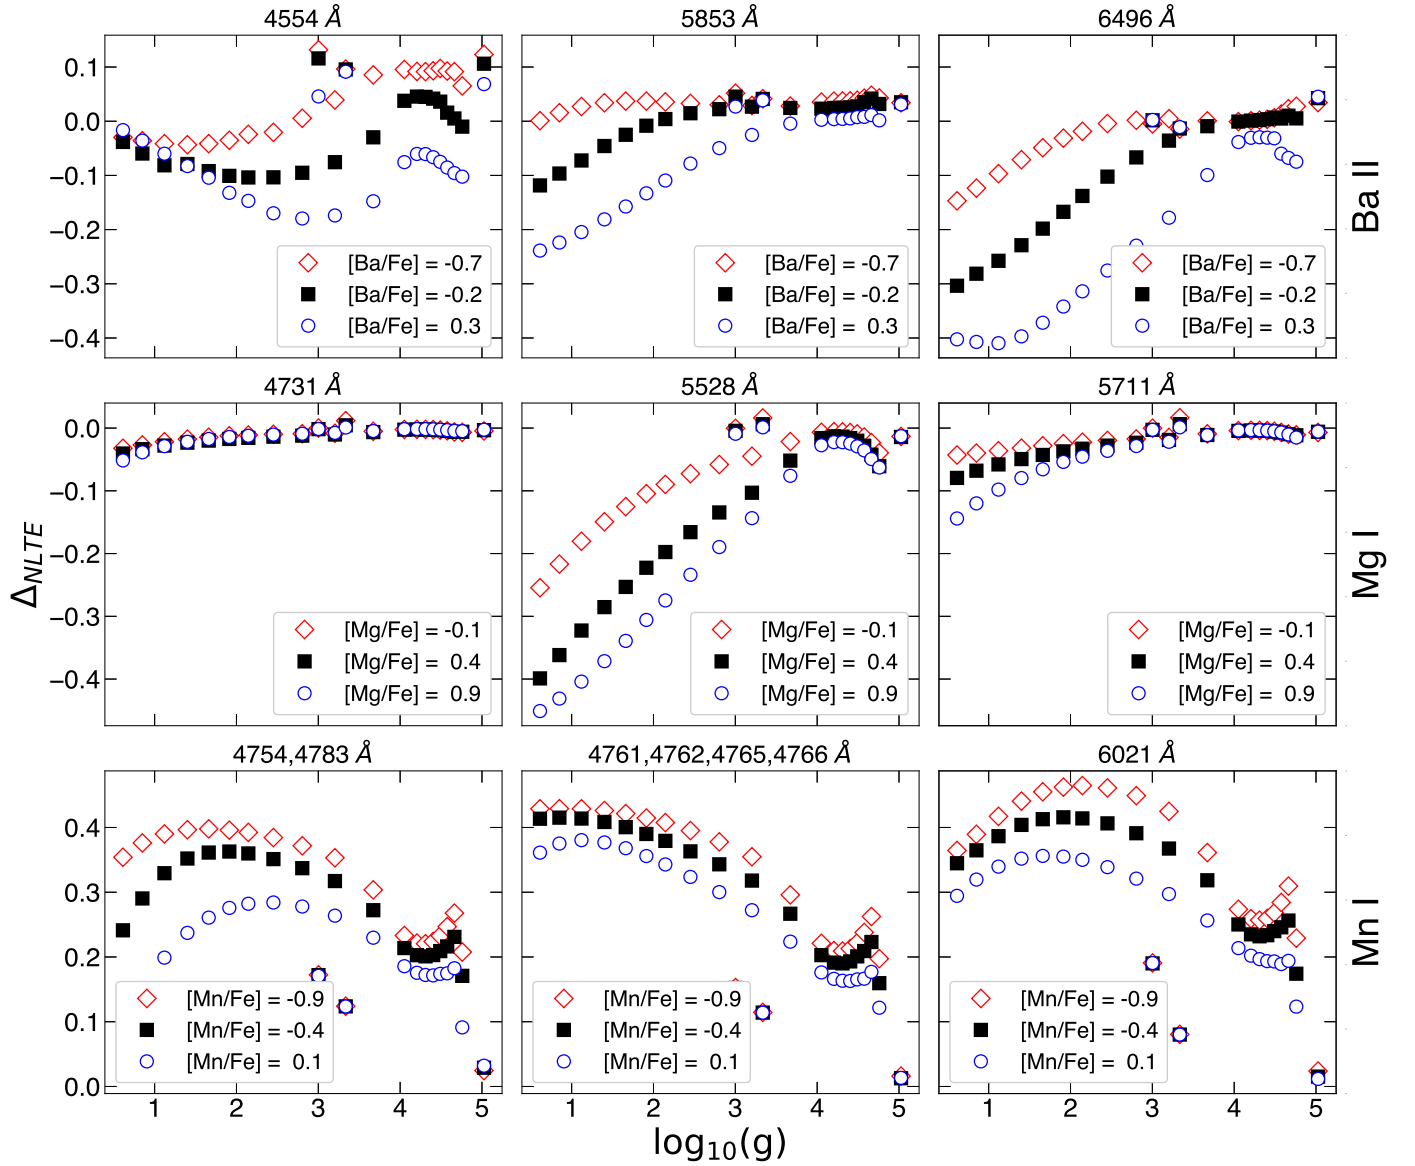 4554 Å
5853 Å
6496 Å
0.1
0.0
−0.1
−0.2
−0.3
−0.4
[Ba/Fe] = -0.7
[Ba/Fe] = -0.2
[Ba/Fe] = 0.3
[Ba/Fe] = -0.7
[Ba/Fe] = -0.2
[Ba/Fe] = 0.3
[Ba/Fe] = -0.7
[Ba/Fe] = -0.2
[Ba/Fe] = 0.3
Ba II
4731 Å
5528 Å
5711 Å
0.0
−0.1
−0.2
−0.3
−0.4
Δ_NLTE
[Mg/Fe] = -0.1
[Mg/Fe] = 0.4
[Mg/Fe] = 0.9
[Mg/Fe] = -0.1
[Mg/Fe] = 0.4
[Mg/Fe] = 0.9
[Mg/Fe] = -0.1
[Mg/Fe] = 0.4
[Mg/Fe] = 0.9
Mg I
4754,4783 Å
4761,4762,4765,4766 Å
6021 Å
0.4
0.3
0.2
0.1
0.0
[Mn/Fe] = -0.9
[Mn/Fe] = -0.4
[Mn/Fe] = 0.1
[Mn/Fe] = -0.9
[Mn/Fe] = -0.4
[Mn/Fe] = 0.1
[Mn/Fe] = -0.9
[Mn/Fe] = -0.4
[Mn/Fe] = 0.1
Mn I
1 2 3 4 5
1 2 3 4 5
1 2 3 4 5
log₁₀(g)